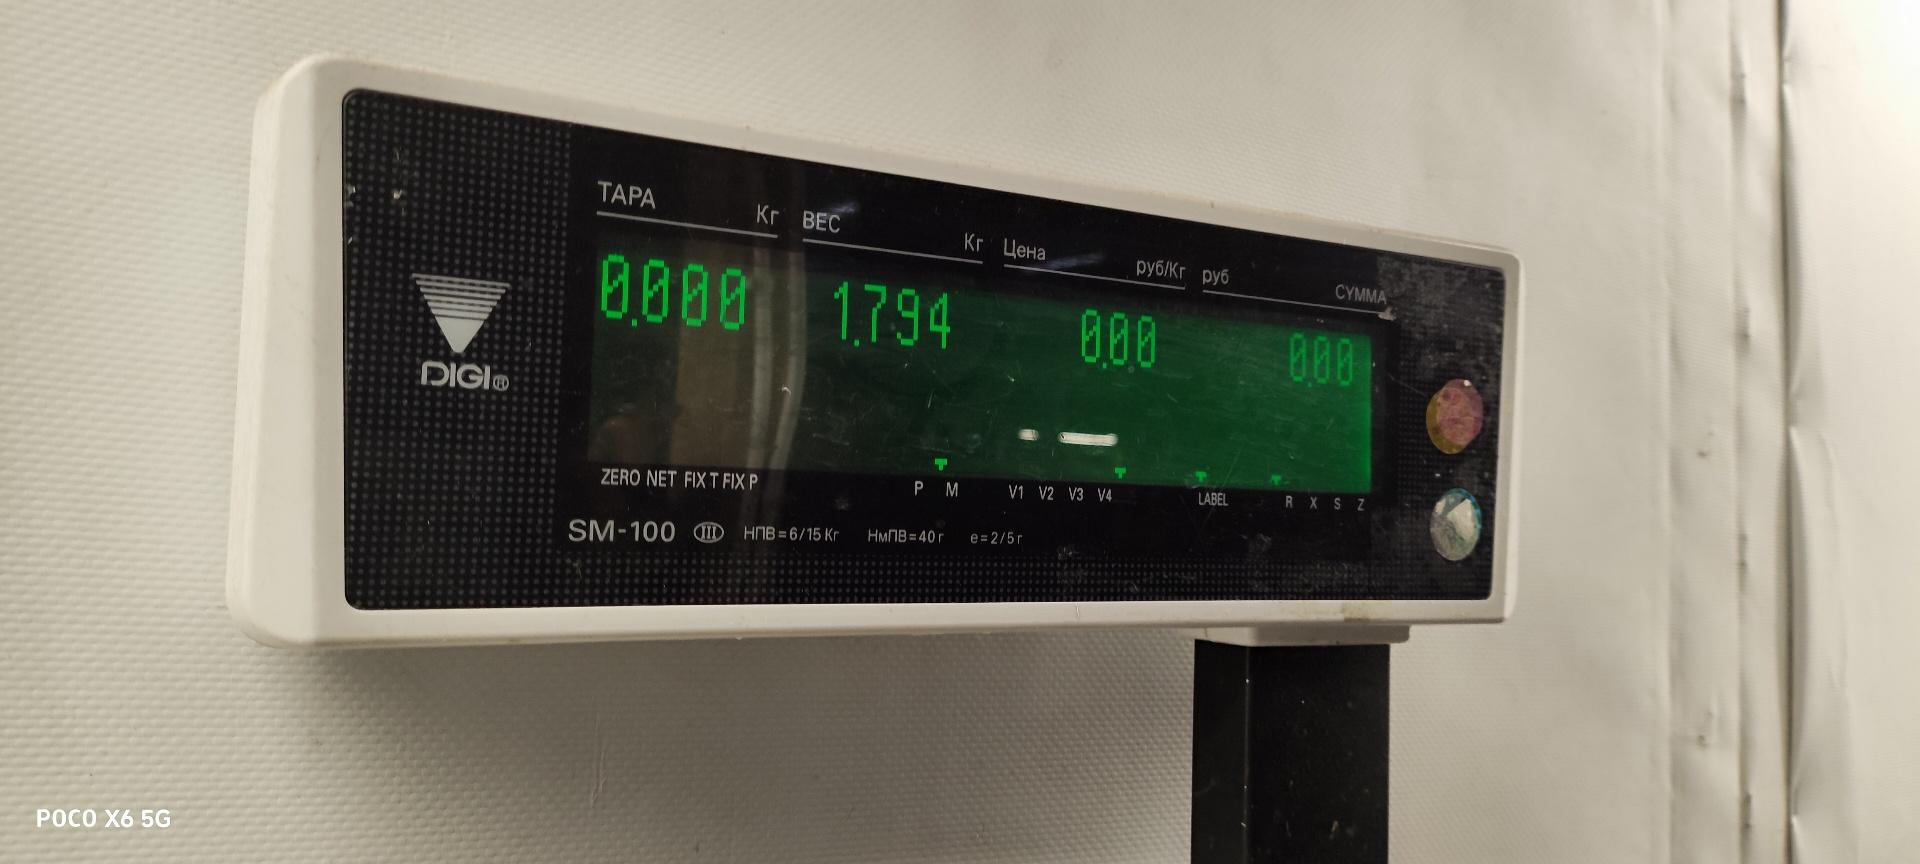 ТАРА Кг ВЕС Кг Цена руб/Кг руб СУММА
0.000 1.794 0.00 0.00
DIGI®
ZERO NET FIX T FIX P P M V1 V2 V3 V4 LABEL R X S Z
SM-100 III НПВ=6/15 Кг НмПВ=40 г e=2/5 г
POCO X6 5G